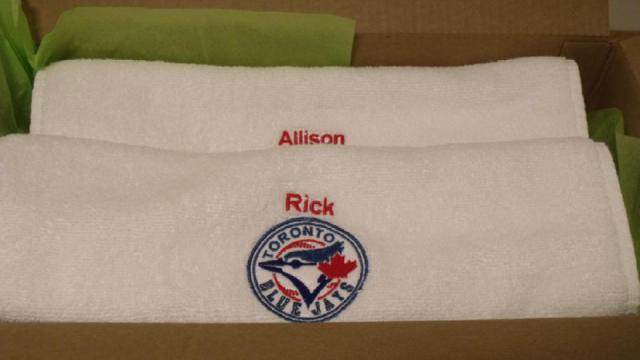 Allison
Rick
TORONTO
BLUE JAYS